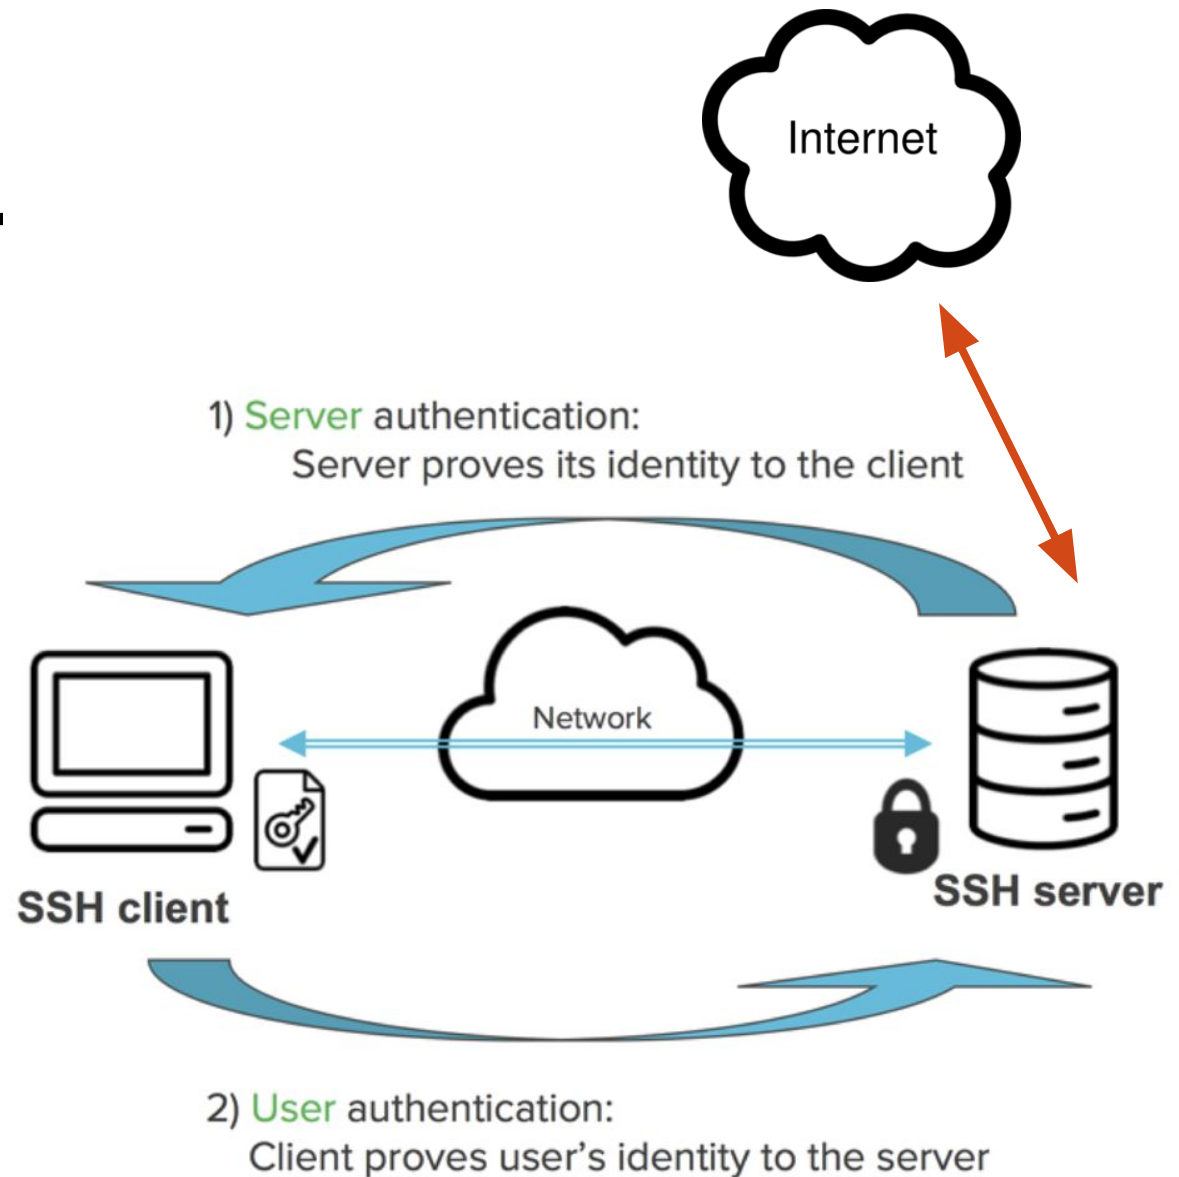 Internet
1) Server authentication:
Server proves its identity to the client
Network
SSH client
SSH server
2) User authentication:
Client proves user's identity to the server